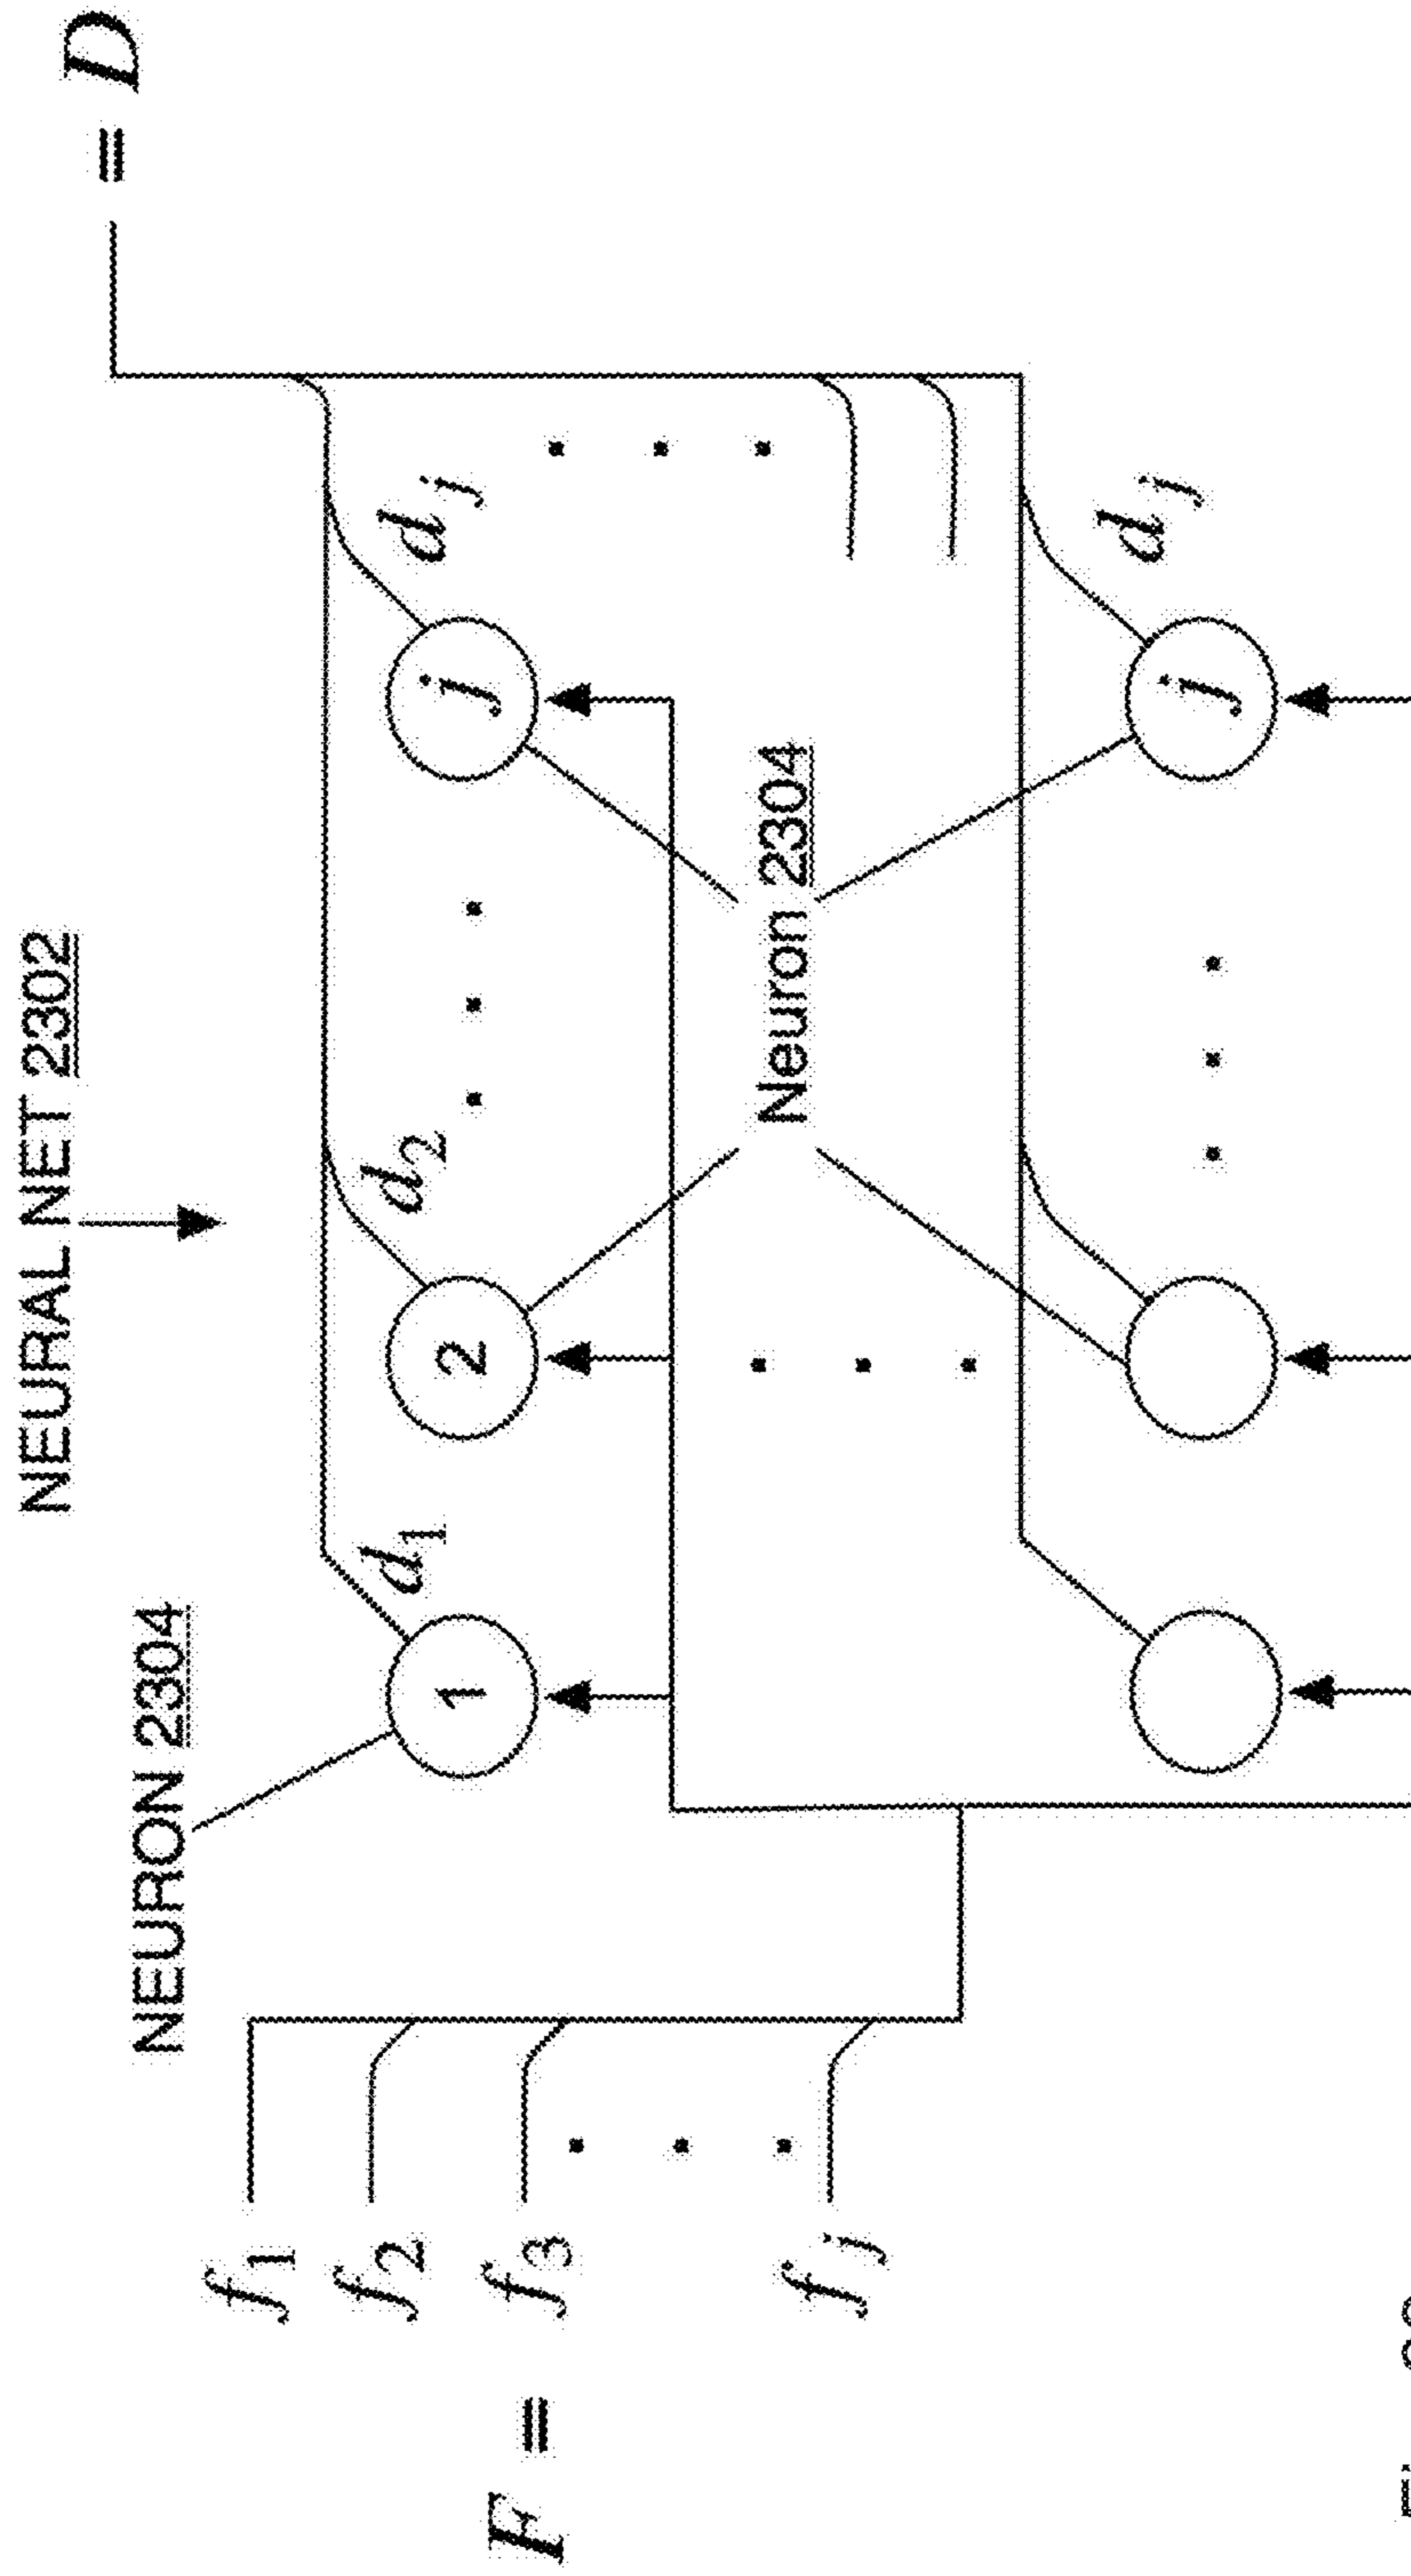 NEURAL NET 2302
NEURON 2304
= D
f1
f2
f3
fj
F =
d1
d2
dj
1
2
j
Neuron 2304
dj
j